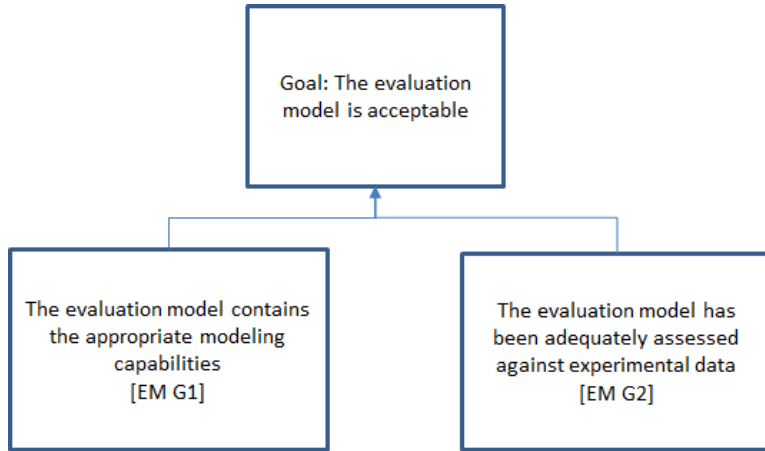 Goal: The evaluation
model is acceptable
The evaluation model contains
the appropriate modeling
capabilities
[EM G1]
The evaluation model has
been adequately assessed
against experimental data
[EM G2]